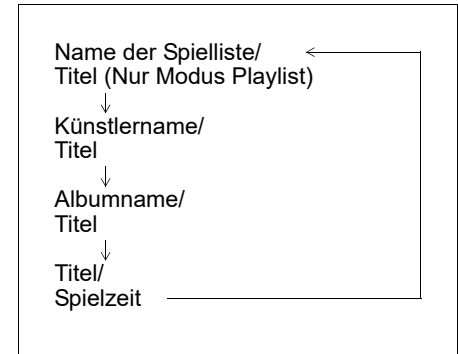 Name der Spielliste/
Titel (Nur Modus Playlist)
Künstlername/
Titel
Albumname/
Titel
Titel/
Spielzeit